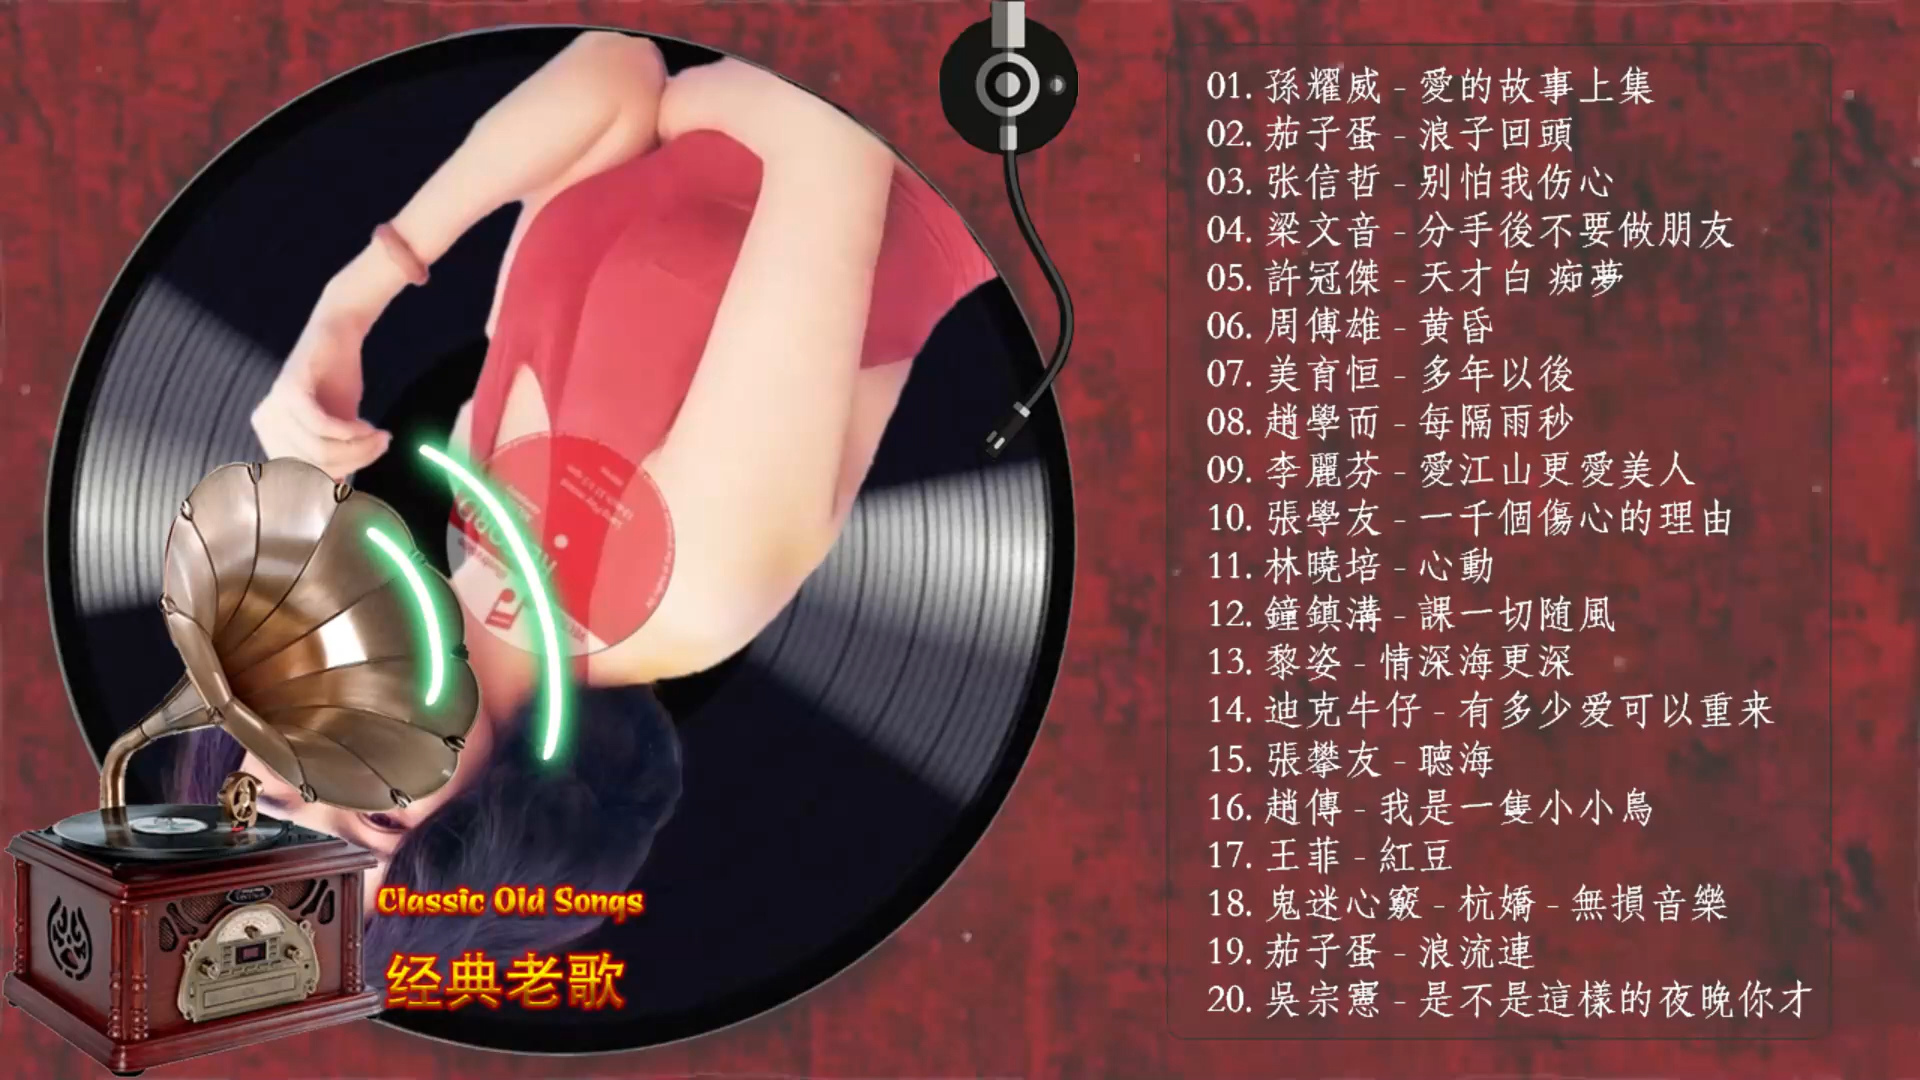 01. 孫耀威 - 愛的故事上集
02. 茄子蛋 - 浪子回頭
03. 张信哲 - 别怕我伤心
04. 梁文音 - 分手後不要做朋友
05. 許冠傑 - 天才白 痴夢
06. 周傳雄 - 黄昏
07. 美育恒 - 多年以後
08. 趙學而 - 每隔雨秒
09. 李麗芬 - 愛江山更愛美人
10. 張學友 - 一千個傷心的理由
11. 林曉培 - 心動
12. 鐘鎮濤 - 課一切随風
13. 黎姿 - 情深海更深
14. 迪克牛仔 - 有多少爱可以重来
15. 張攀友 - 聽海
16. 趙傳 - 我是一隻小小鳥
17. 王菲 - 紅豆
18. 鬼迷心竅 - 杭嬌 - 無損音樂
19. 茄子蛋 - 浪流連
20. 吳宗憲 - 是不是這樣的夜晚你才
Classic Old Songs
经典老歌